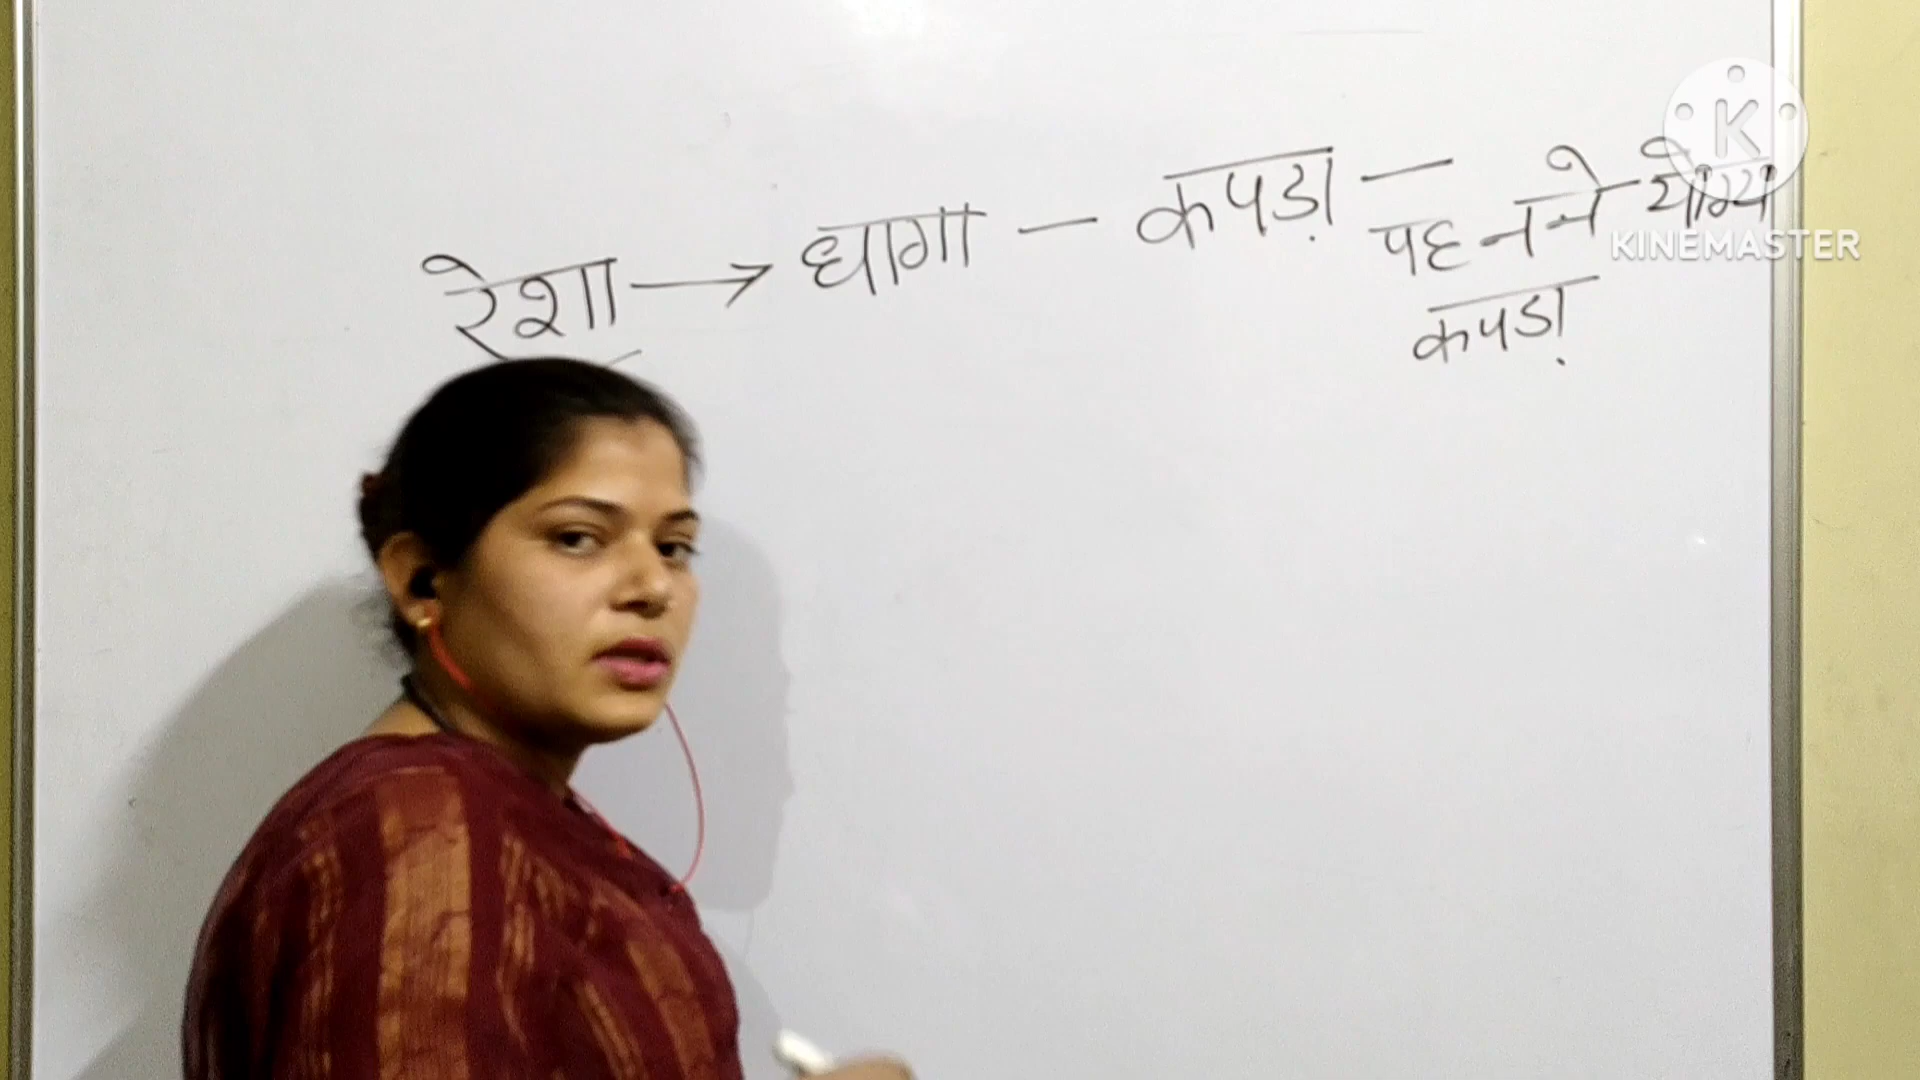 रेशा → धागा — कपड़ा — पहनने योग्य
कपड़ा
K
KINEMASTER